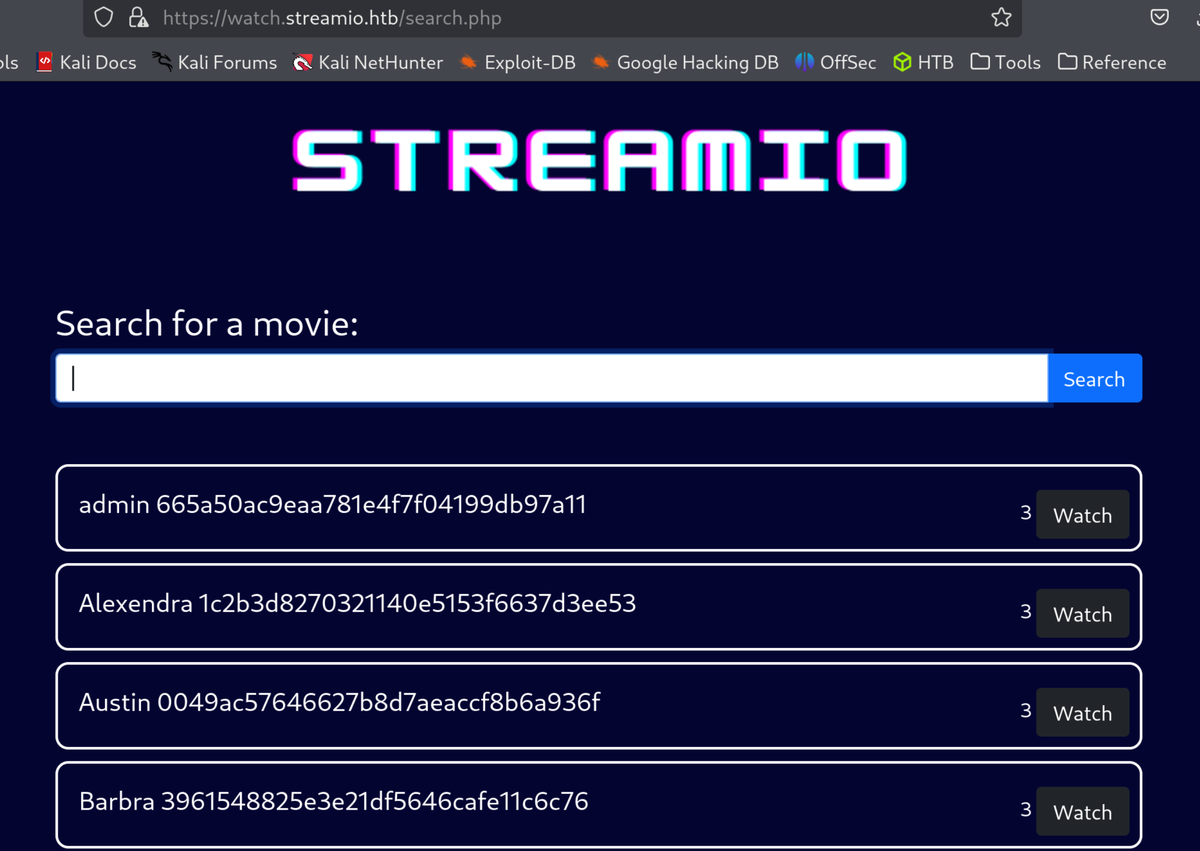 https://watch.streamio.htb/search.php
ols Kali Docs Kali Forums Kali NetHunter Exploit-DB Google Hacking DB OffSec HTB Tools Reference
STREAMIO
Search for a movie:
Search
admin 665a50ac9eaa781e4f7f04199db97a11 3 Watch
Alexendra 1c2b3d8270321140e5153f6637d3ee53 3 Watch
Austin 0049ac57646627b8d7aeaccf8b6a936f 3 Watch
Barbra 3961548825e3e21df5646cafe11c6c76 3 Watch